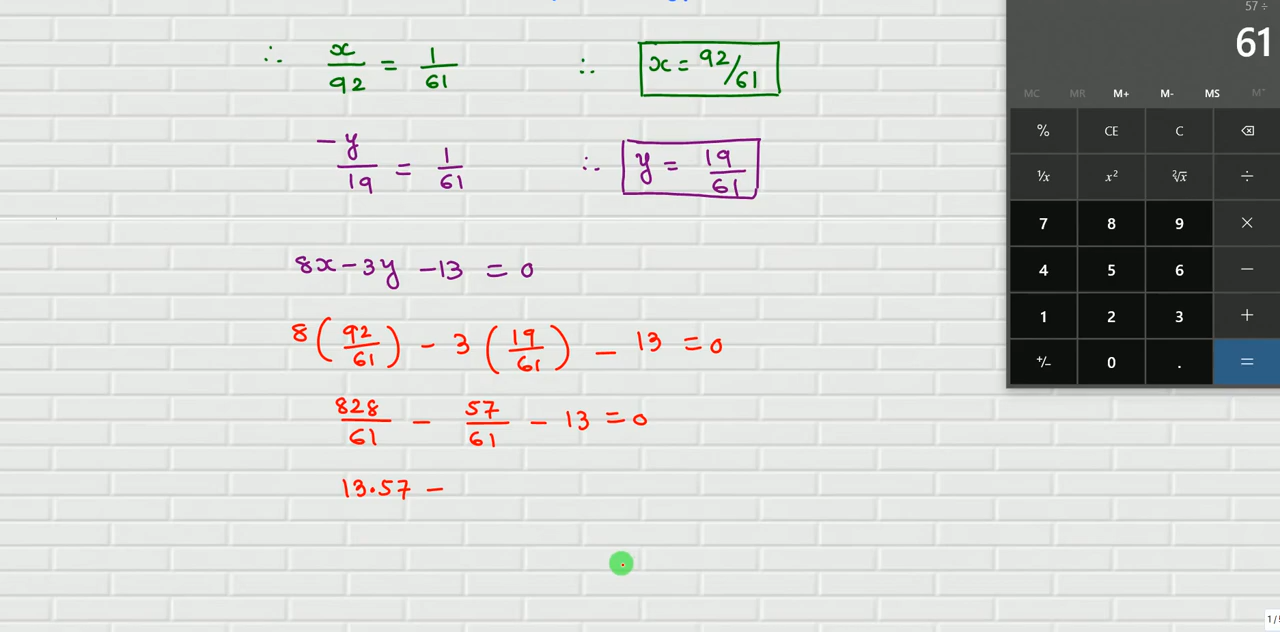 ∴ x/92 = 1/61 ∴ x = 92/61
-y/19 = 1/61 ∴ y = 19/61
8x - 3y - 13 = 0
8(92/61) - 3(19/61) - 13 = 0
828/61 - 57/61 - 13 = 0
13.57 -
57 ÷
61
MC MR M+ M- MS
% CE C ⌫
1/x x² ²√x ÷
7 8 9 ×
4 5 6 −
1 2 3 +
+/− 0 . =